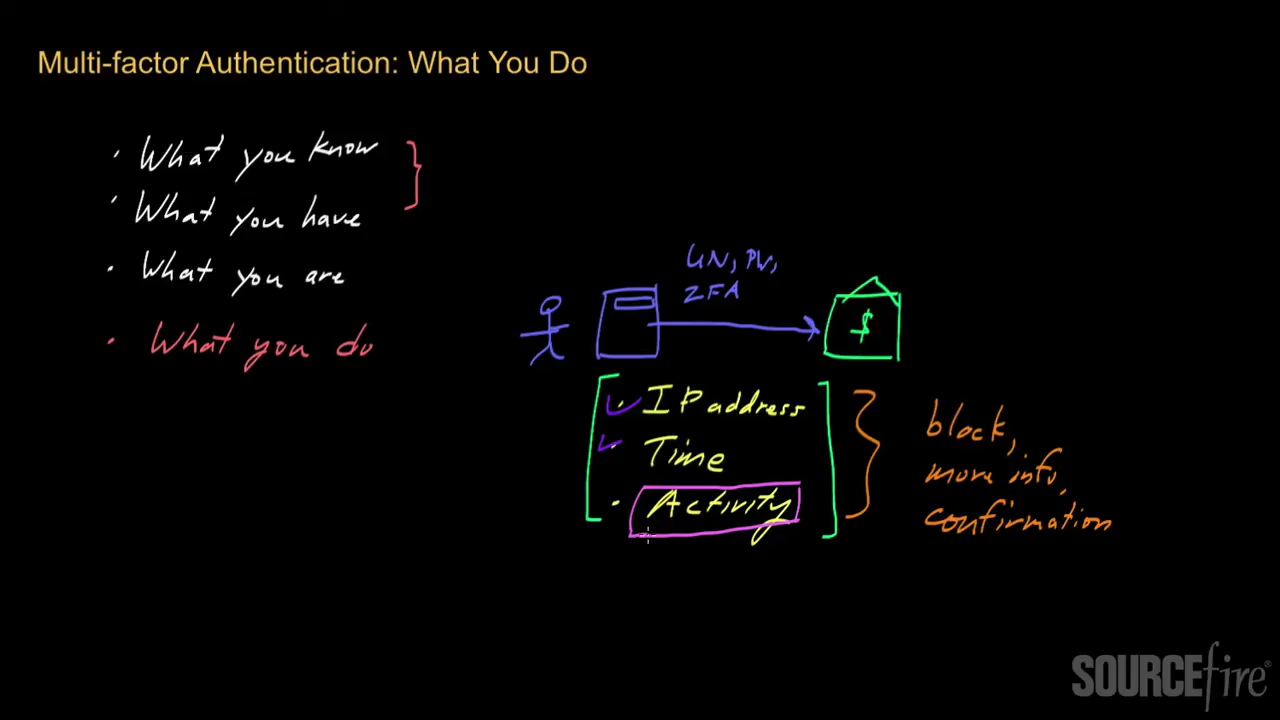 Multi-factor Authentication: What You Do
· What you know
· What you have
· What you are
· What you do
UN, PW,
2FA
$
· IP address
· Time
· Activity
block,
more info,
confirmation
SOURCEfire®